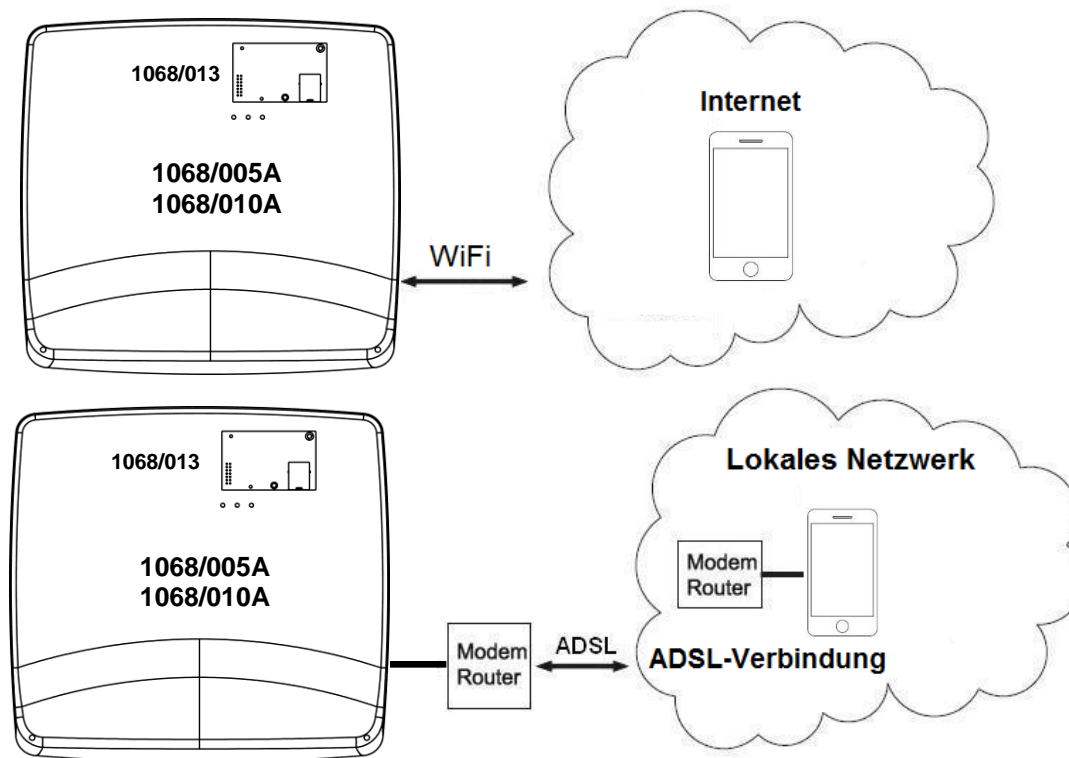 1068/013
1068/005A
1068/010A
WiFi
Internet
1068/013
1068/005A
1068/010A
Modem
Router
ADSL
Lokales Netzwerk
Modem
Router
ADSL-Verbindung